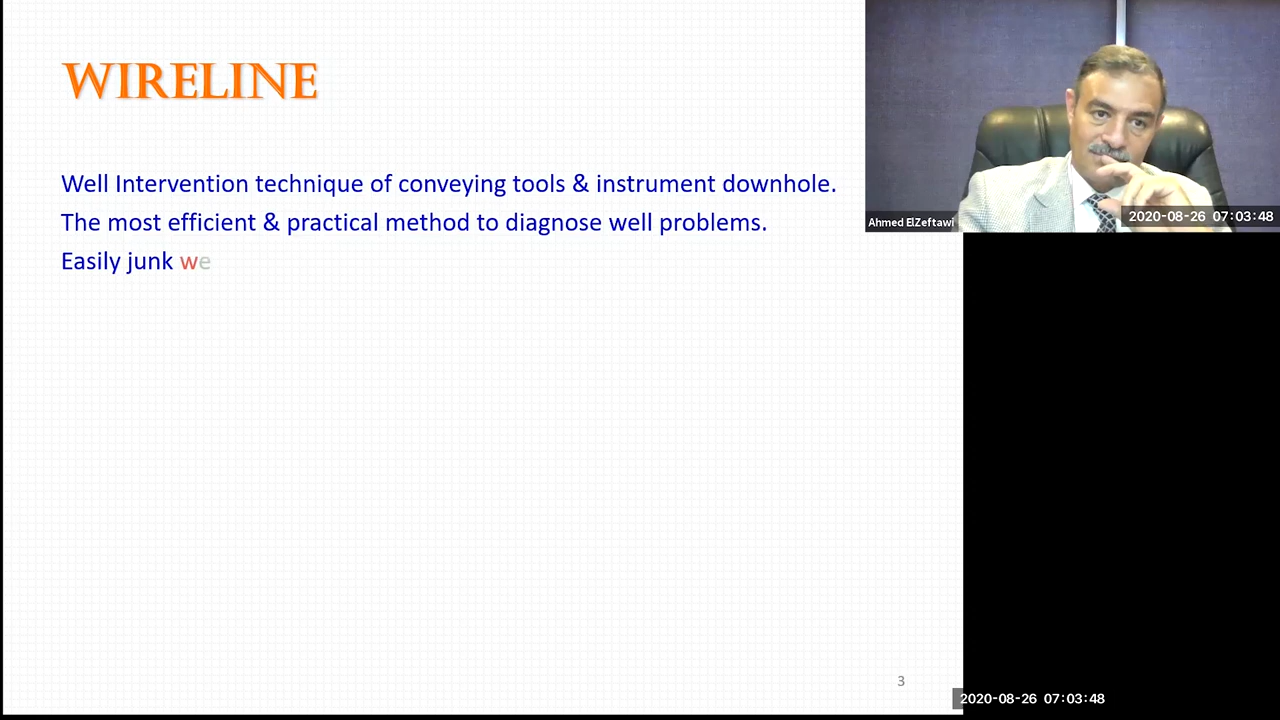 WIRELINE
Well Intervention technique of conveying tools & instrument downhole.
The most efficient & practical method to diagnose well problems.
Easily junk we
3
Ahmed ElZeftawi
2020-08-26 07:03:48
2020-08-26 07:03:48